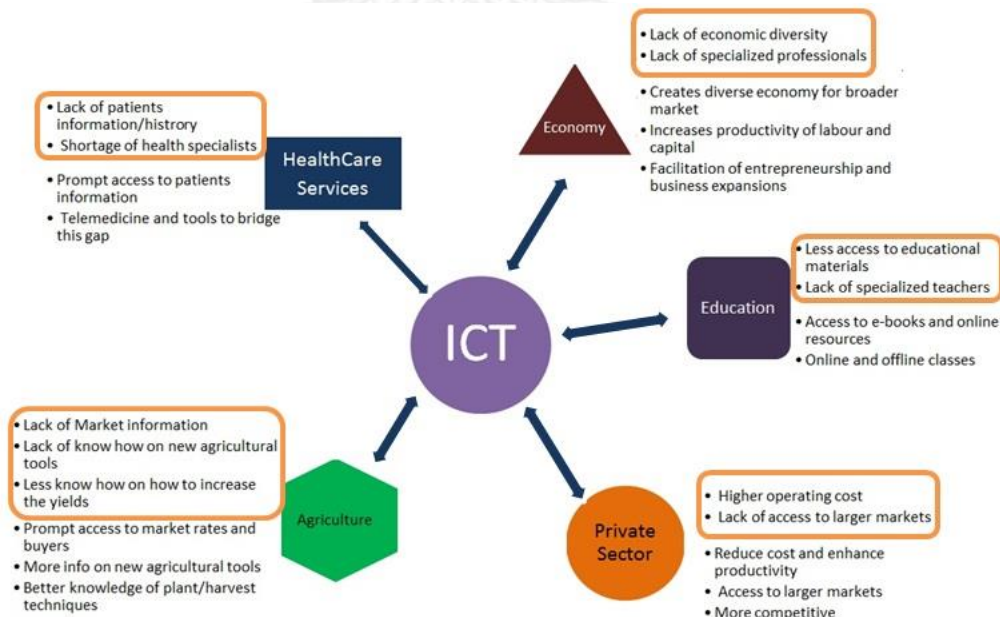 • Lack of economic diversity
• Lack of specialized professionals
• Creates diverse economy for broader
market
• Increases productivity of labour and
capital
• Facilitation of entrepreneurship and
business expansions
Economy
• Lack of patients
information/histrory
• Shortage of health specialists
• Prompt access to patients
information
• Telemedicine and tools to bridge
this gap
HealthCare
Services
• Less access to educational
materials
• Lack of specialized teachers
• Access to e-books and online
resources
• Online and offline classes
Education
ICT
• Lack of Market information
• Lack of know how on new agricultural
tools
• Less know how on how to increase
the yields
• Prompt access to market rates and
buyers
• More info on new agricultural tools
• Better knowledge of plant/harvest
techniques
Agriculture
Private
Sector
• Higher operating cost
• Lack of access to larger markets
• Reduce cost and enhance
productivity
• Access to larger markets
• More competitive